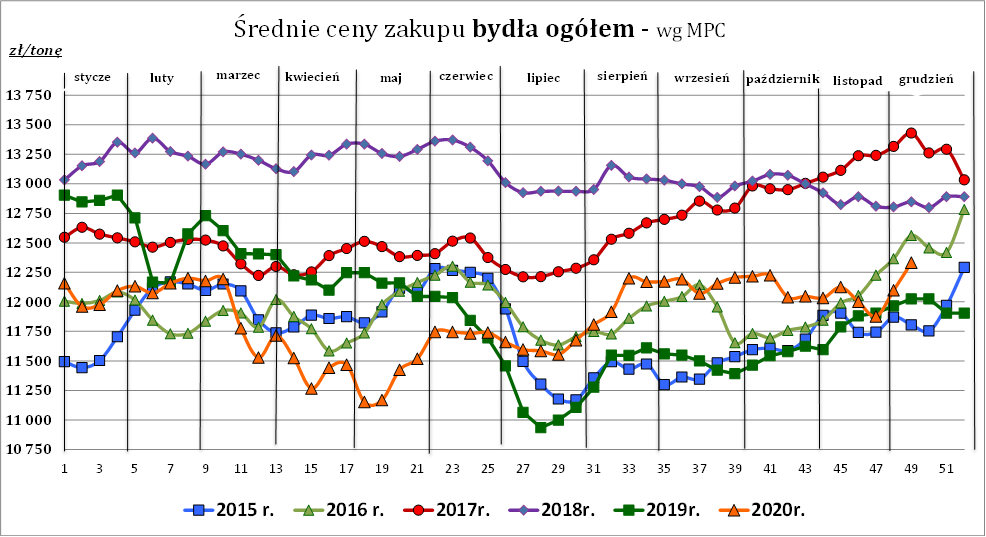 Średnie ceny zakupu bydła ogółem - wg MPC
zł/tonę
stycze luty marzec kwiecień maj czerwiec lipiec sierpień wrzesień październik listopad grudzień
13 750
13 500
13 250
13 000
12 750
12 500
12 250
12 000
11 750
11 500
11 250
11 000
10 750
1 3 5 7 9 11 13 15 17 19 21 23 25 27 29 31 33 35 37 39 41 43 45 47 49 51
2015 r. 2016 r. 2017r. 2018r. 2019r. 2020r.